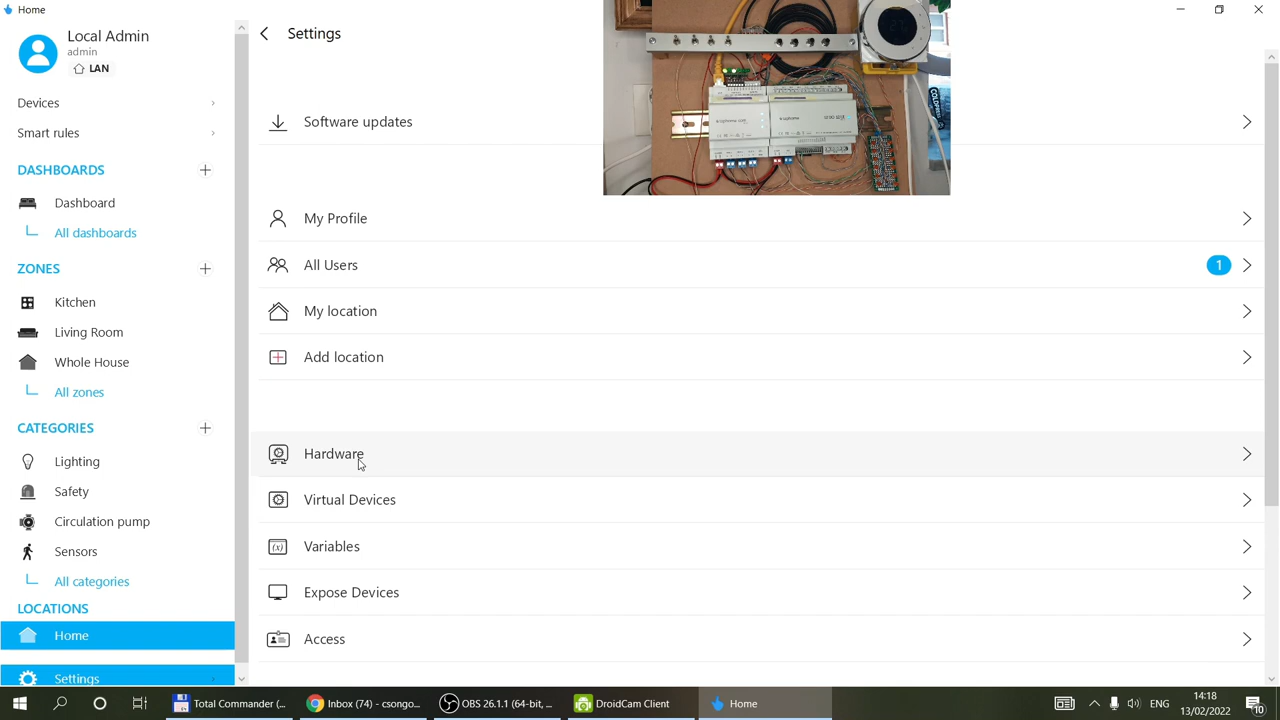 Home
Local Admin
admin
LAN
Devices
Smart rules
DASHBOARDS
Dashboard
All dashboards
ZONES
Kitchen
Living Room
Whole House
All zones
CATEGORIES
Lighting
Safety
Circulation pump
Sensors
All categories
LOCATIONS
Home
Settings
Settings
Software updates
My Profile
All Users
1
My location
Add location
Hardware
Virtual Devices
(x) Variables
Expose Devices
Access
COLDPRESS
Total Commander (...
Inbox (74) - csongo...
OBS 26.1.1 (64-bit, ...
DroidCam Client
Home
ENG
14:18
13/02/2022
10